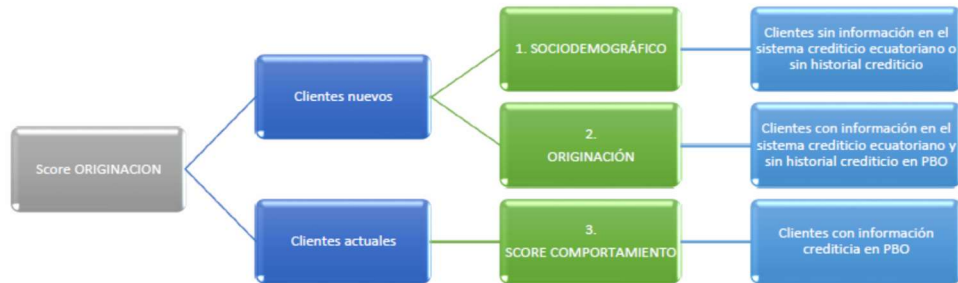 Score ORIGINACION
Clientes nuevos
1. SOCIODEMOGRÁFICO
Clientes sin información en el
sistema crediticio ecuatoriano o
sin historial crediticio
2.
ORIGINACIÓN
Clientes con información en el
sistema crediticio ecuatoriano y
sin historial crediticio en PBO
Clientes actuales
3.
SCORE COMPORTAMIENTO
Clientes con información
crediticia en PBO